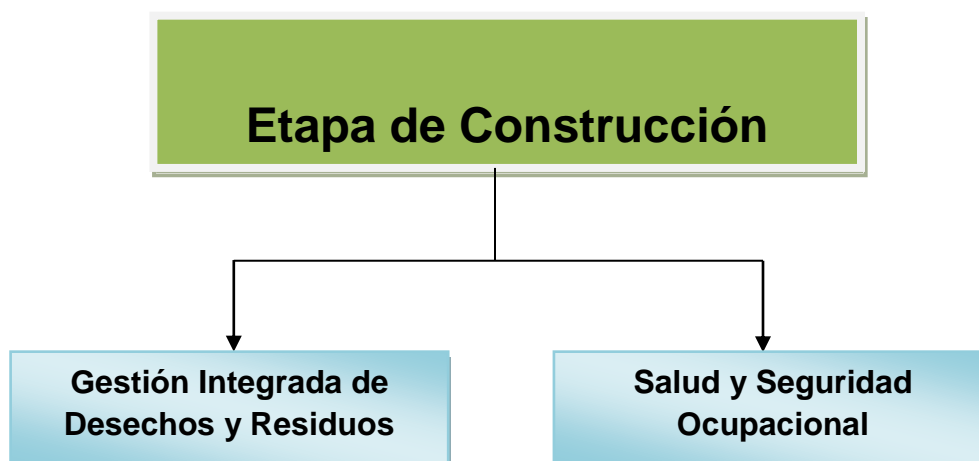 Etapa de Construcción
Gestión Integrada de
Desechos y Residuos
Salud y Seguridad
Ocupacional